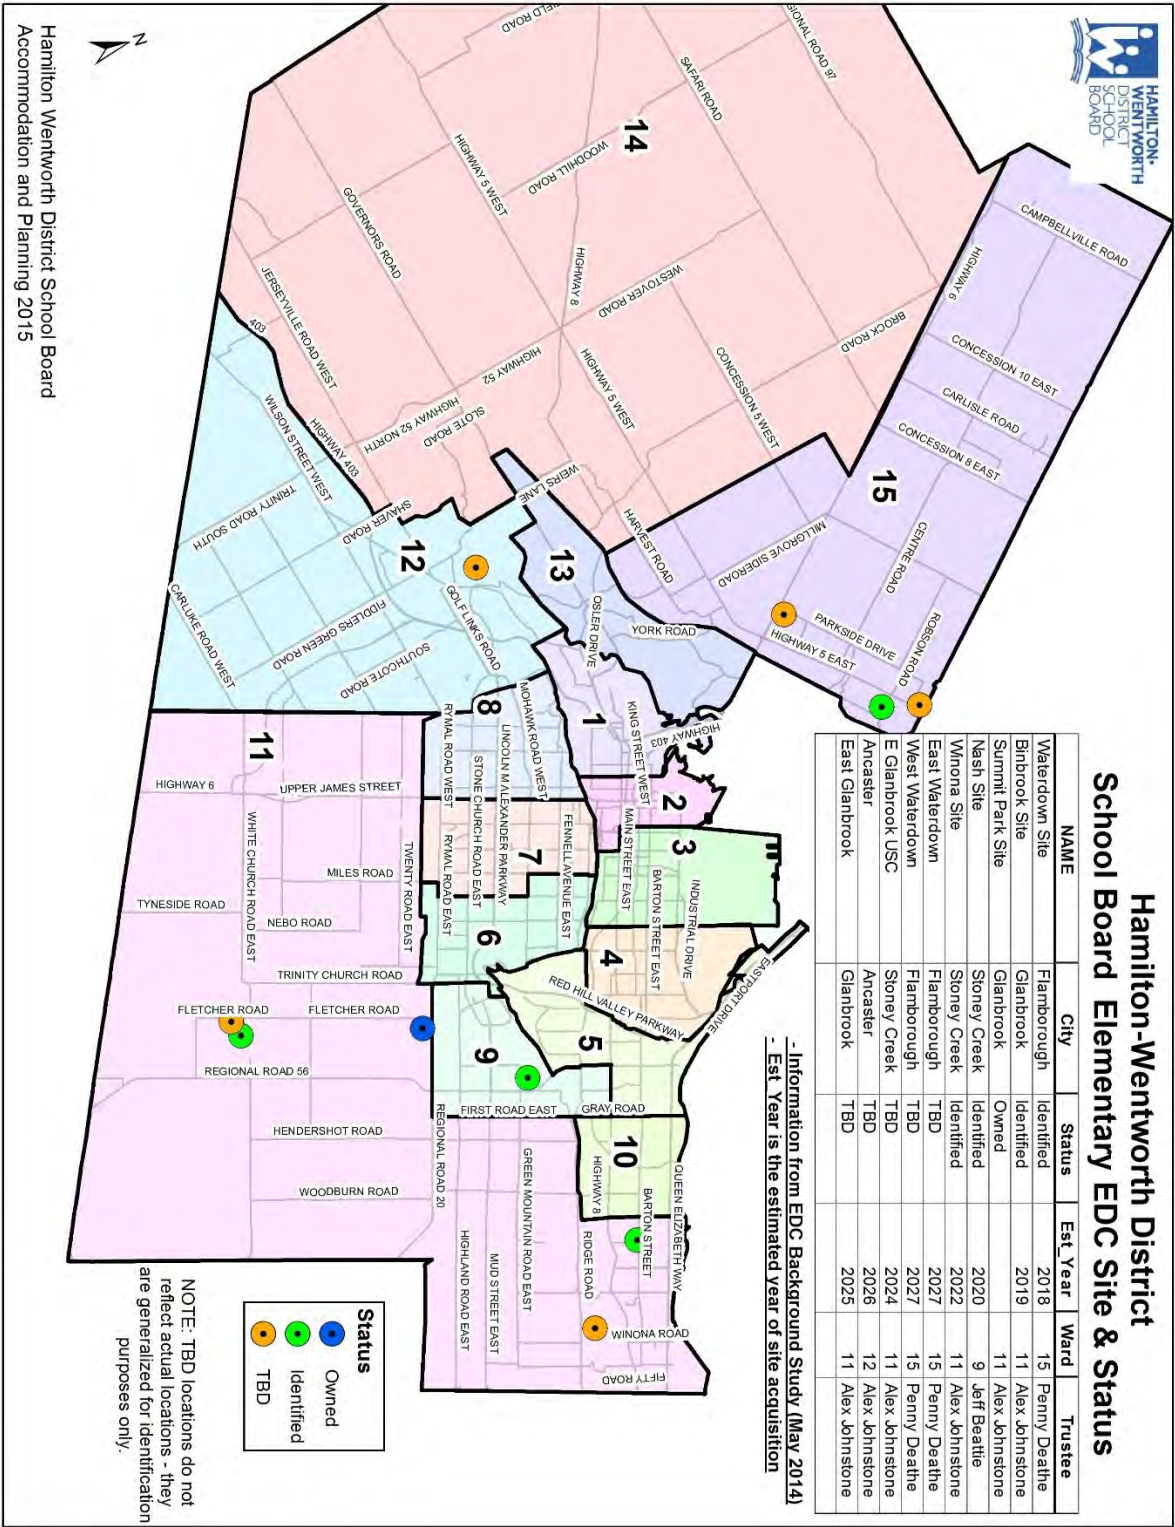 HAMILTON-
WENTWORTH
DISTRICT
SCHOOL
BOARD
Hamilton-Wentworth District
School Board Elementary EDC Site & Status
NAME City Status Est_Year Ward Trustee
Waterdown Site Flamborough Identified 2018 15 Penny Deathe
Binbrook Site Glanbrook Identified 2019 11 Alex Johnstone
Summit Park Site Glanbrook Owned 11 Alex Johnstone
Nash Site Stoney Creek Identified 2020 9 Jeff Beattie
Winona Site Stoney Creek Identified 2022 11 Alex Johnstone
East Waterdown Flamborough TBD 2027 15 Penny Deathe
West Waterdown Flamborough TBD 2027 15 Penny Deathe
E Glanbrook USC Stoney Creek TBD 2024 11 Alex Johnstone
Ancaster Ancaster TBD 2026 12 Alex Johnstone
East Glanbrook Glanbrook TBD 2025 11 Alex Johnstone
- Information from EDC Background Study (May 2014)
- Est_Year is the estimated year of site acquisition
CAMPBELLVILLE ROAD
HIGHWAY 6
CONCESSION 10 EAST
CARLISLE ROAD
CONCESSION 8 EAST
BROCK ROAD
15
CENTRE ROAD
ROBSON ROAD
PARKSIDE DRIVE
HIGHWAY 5 EAST
MILLGROVE SIDEROAD
GIONAL ROAD 97
SAFARI ROAD
FIELD ROAD
14
WOODHILL ROAD
HIGHWAY 5 WEST
HIGHWAY 8
WESTOVER ROAD
CONCESSION 5 WEST
HIGHWAY 5 WEST
GOVERNORS ROAD
JERSEYVILLE ROAD WEST
HIGHWAY 52
HIGHWAY 52 NORTH
SLOTE ROAD
WEIRS LANE
HARVEST ROAD
403
HIGHWAY 403
WILSON STREET WEST
TRINITY ROAD SOUTH
SHAVER ROAD
12
GOLF LINKS ROAD
FIDDLERS GREEN ROAD
SOUTHCOTE ROAD
CARLUKE ROAD WEST
13
OSLER DRIVE
YORK ROAD
1
KING STREET WEST
HIGHWAY 403
2
MAIN STREET EAST
3
BARTON STREET EAST
INDUSTRIAL DRIVE
4
EASTPORT DRIVE
RED HILL VALLEY PARKWAY
5
8
MOHAWK ROAD WEST
LINCOLN M ALEXANDER PARKWAY
STONE CHURCH ROAD EAST
RYMAL ROAD WEST
7
FENNELL AVENUE EAST
RYMAL ROAD EAST
6
TWENTY ROAD EAST
11
HIGHWAY 6
UPPER JAMES STREET
WHITE CHURCH ROAD EAST
MILES ROAD
TYNESIDE ROAD
NEBO ROAD
TRINITY CHURCH ROAD
FLETCHER ROAD
FLETCHER ROAD
REGIONAL ROAD 56
9
FIRST ROAD EAST
GRAY ROAD
REGIONAL ROAD 20
HENDERSHOT ROAD
WOODBURN ROAD
10
HIGHWAY 8
BARTON STREET
QUEEN ELIZABETH WAY
GREEN MOUNTAIN ROAD EAST
RIDGE ROAD
MUD STREET EAST
HIGHLAND ROAD EAST
WINONA ROAD
FIFTY ROAD
Status
Owned
Identified
TBD
NOTE: TBD locations do not
reflect actual locations - they
are generalized for identification
purposes only.
N
Hamilton Wentworth District School Board
Accommodation and Planning 2015